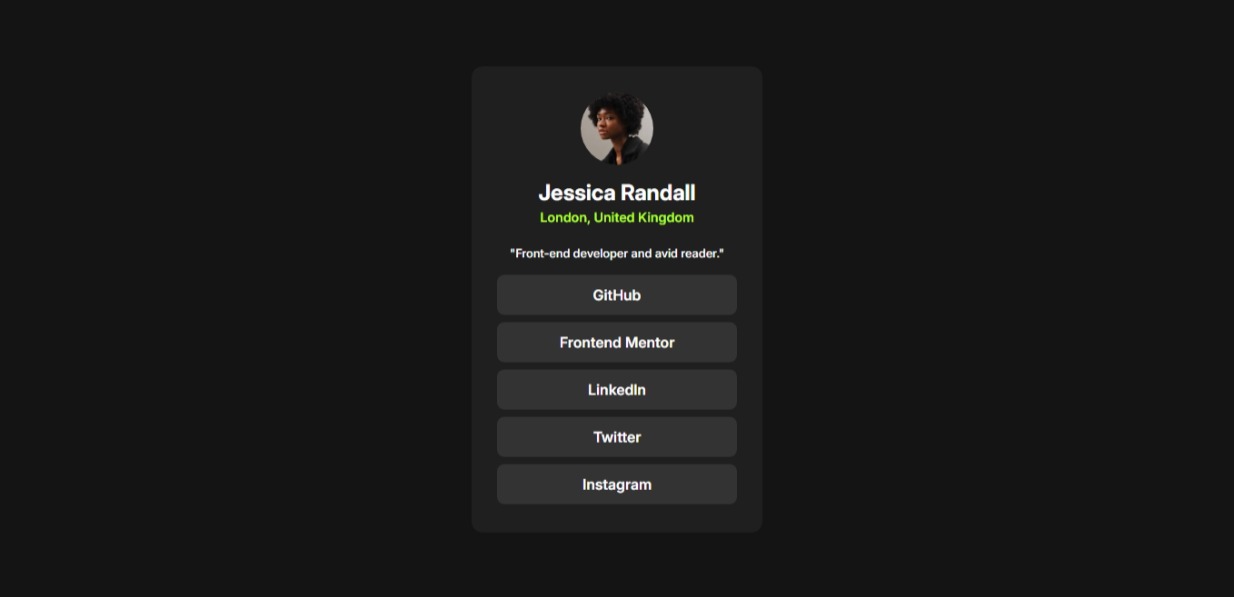 Jessica Randall
London, United Kingdom
"Front-end developer and avid reader."
GitHub
Frontend Mentor
LinkedIn
Twitter
Instagram